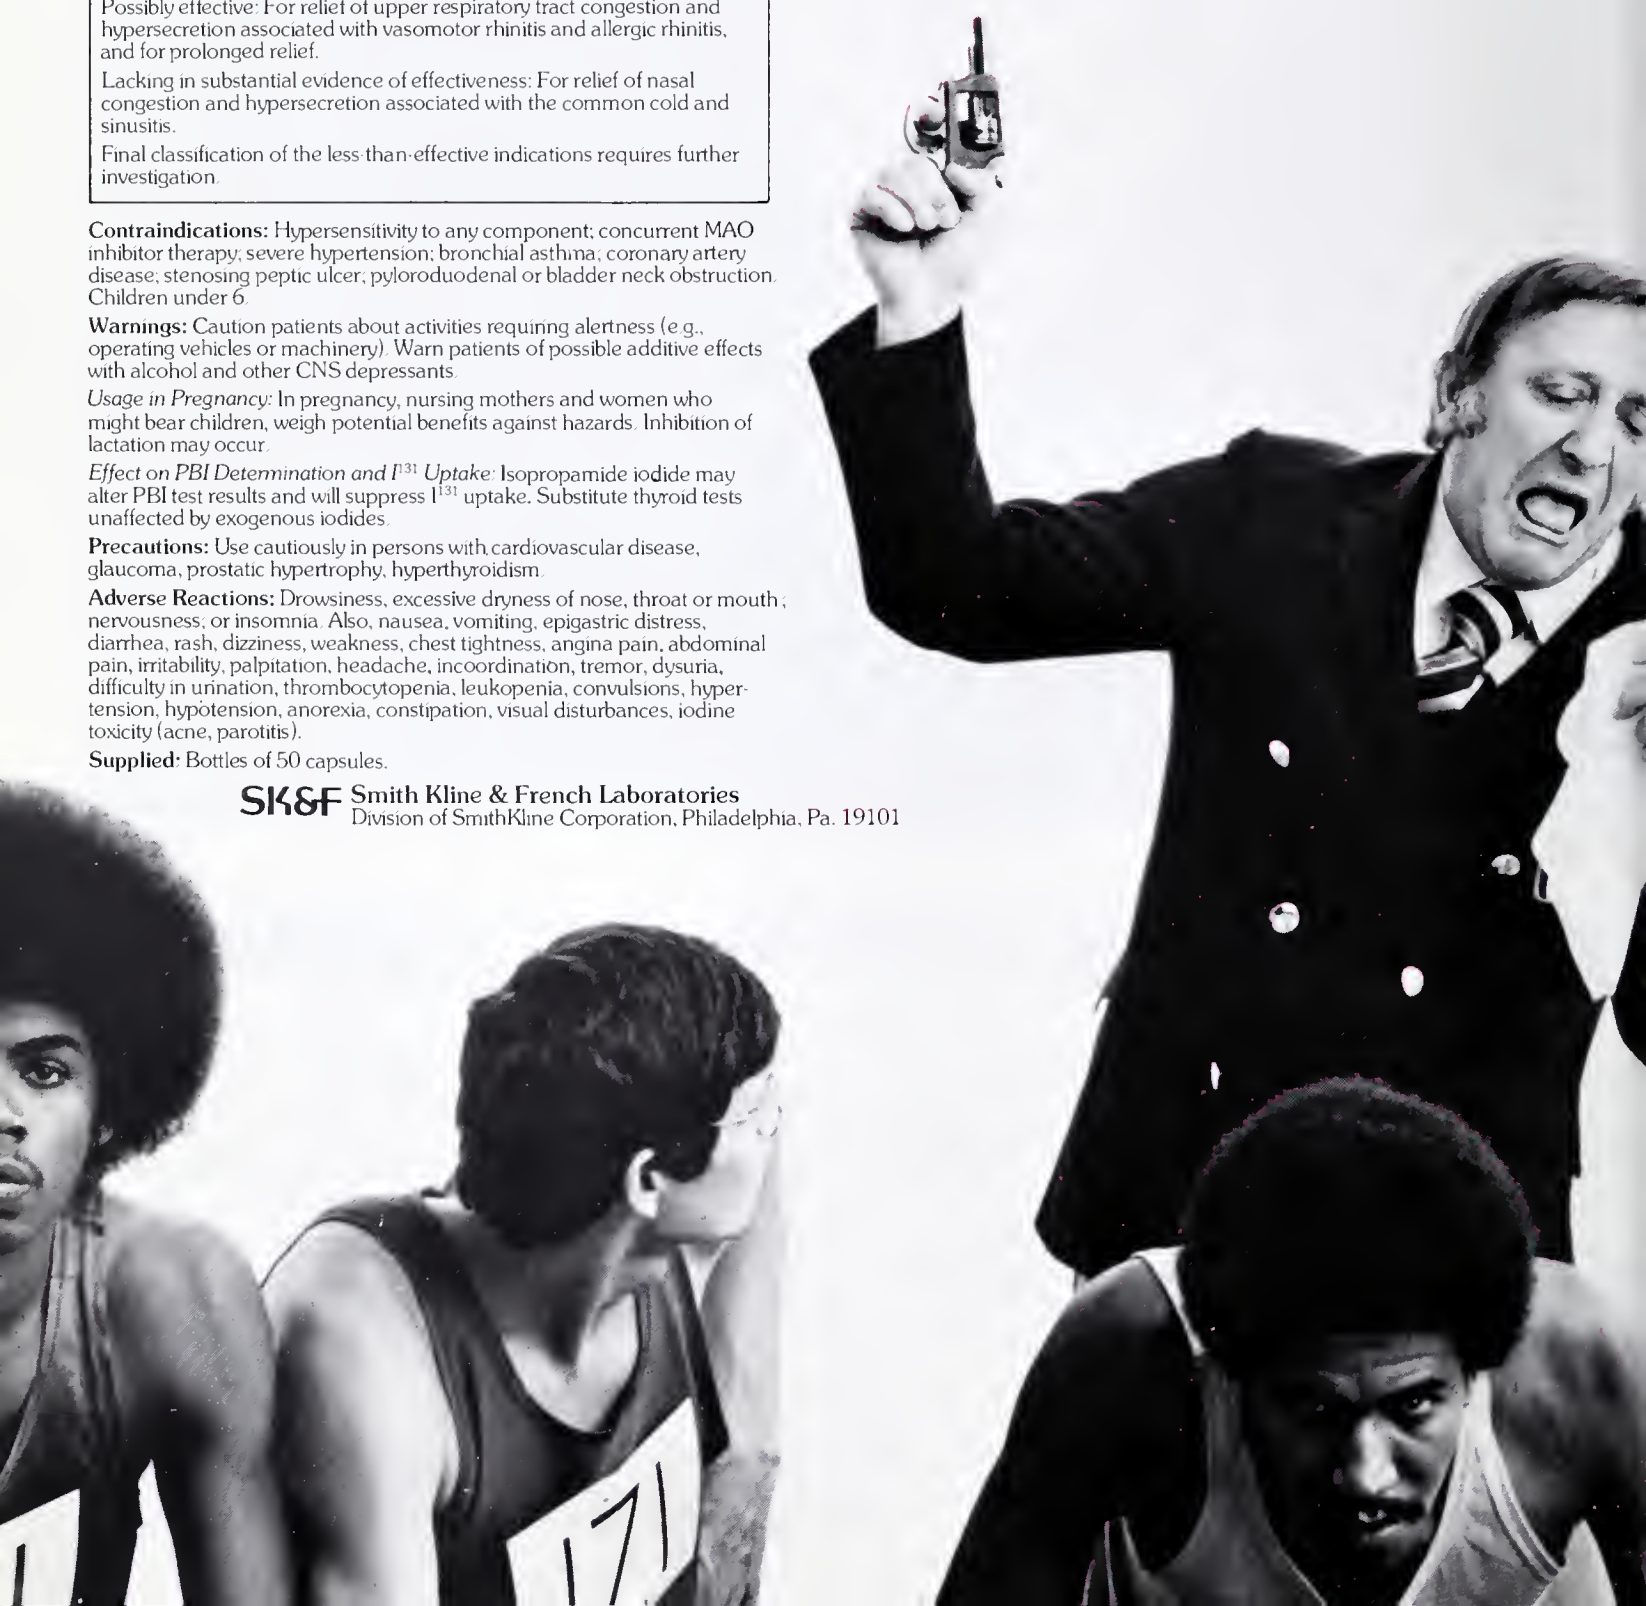 Possibly effective: For relief of upper respiratory tract congestion and
hypersecretion associated with vasomotor rhinitis and allergic rhinitis,
and for prolonged relief.
Lacking in substantial evidence of effectiveness: For relief of nasal
congestion and hypersecretion associated with the common cold and
sinusitis.
Final classification of the less-than-effective indications requires further
investigation.
Contraindications: Hypersensitivity to any component; concurrent MAO
inhibitor therapy; severe hypertension; bronchial asthma; coronary artery
disease; stenosing peptic ulcer; pyloroduodenal or bladder neck obstruction.
Children under 6.
Warnings: Caution patients about activities requiring alertness (e.g.,
operating vehicles or machinery). Warn patients of possible additive effects
with alcohol and other CNS depressants.
Usage in Pregnancy: In pregnancy, nursing mothers and women who
might bear children, weigh potential benefits against hazards. Inhibition of
lactation may occur.
Effect on PBI Determination and I¹³¹ Uptake: Isopropamide iodide may
alter PBI test results and will suppress I¹³¹ uptake. Substitute thyroid tests
unaffected by exogenous iodides.
Precautions: Use cautiously in persons with cardiovascular disease,
glaucoma, prostatic hypertrophy, hyperthyroidism.
Adverse Reactions: Drowsiness, excessive dryness of nose, throat or mouth;
nervousness; or insomnia. Also, nausea, vomiting, epigastric distress,
diarrhea, rash, dizziness, weakness, chest tightness, angina pain, abdominal
pain, irritability, palpitation, headache, incoordination, tremor, dysuria,
difficulty in urination, thrombocytopenia, leukopenia, convulsions, hyper-
tension, hypotension, anorexia, constipation, visual disturbances, iodine
toxicity (acne, parotitis).
Supplied: Bottles of 50 capsules.
SK&F Smith Kline & French Laboratories
Division of SmithKline Corporation, Philadelphia, Pa. 19101
171